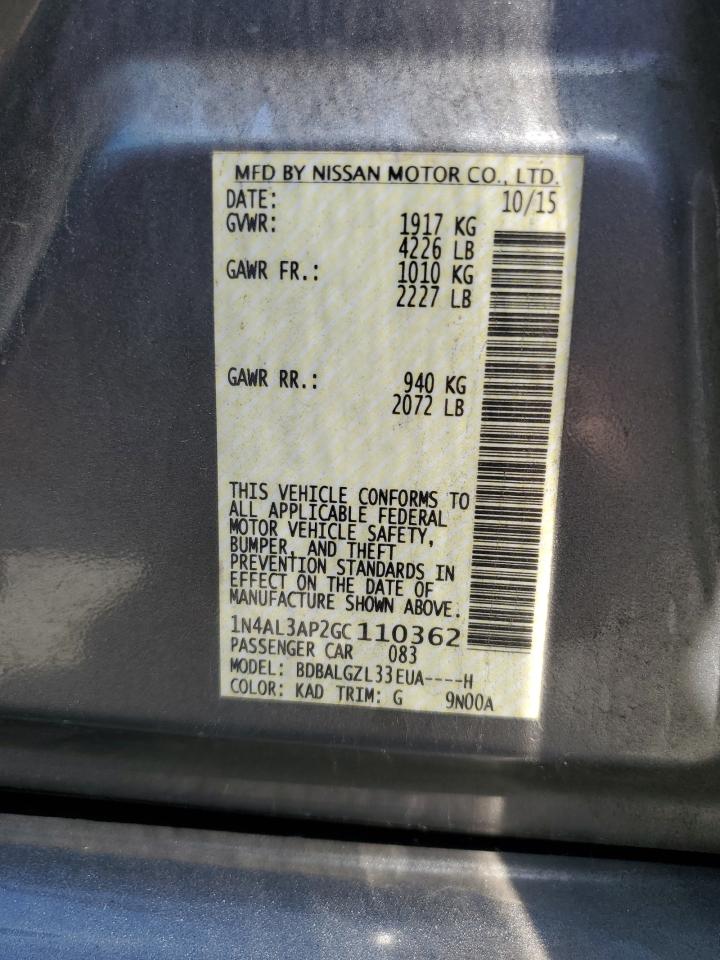 MFD BY NISSAN MOTOR CO., LTD.
DATE: 10/15
GVWR: 1917 KG
4226 LB
GAWR FR.: 1010 KG
2227 LB
GAWR RR.: 940 KG
2072 LB
THIS VEHICLE CONFORMS TO
ALL APPLICABLE FEDERAL
MOTOR VEHICLE SAFETY,
BUMPER, AND THEFT
PREVENTION STANDARDS IN
EFFECT ON THE DATE OF
MANUFACTURE SHOWN ABOVE.
1N4AL3AP2GC110362
PASSENGER CAR 083
MODEL: BDBALGZL33EUA----H
COLOR: KAD TRIM: G 9N00A